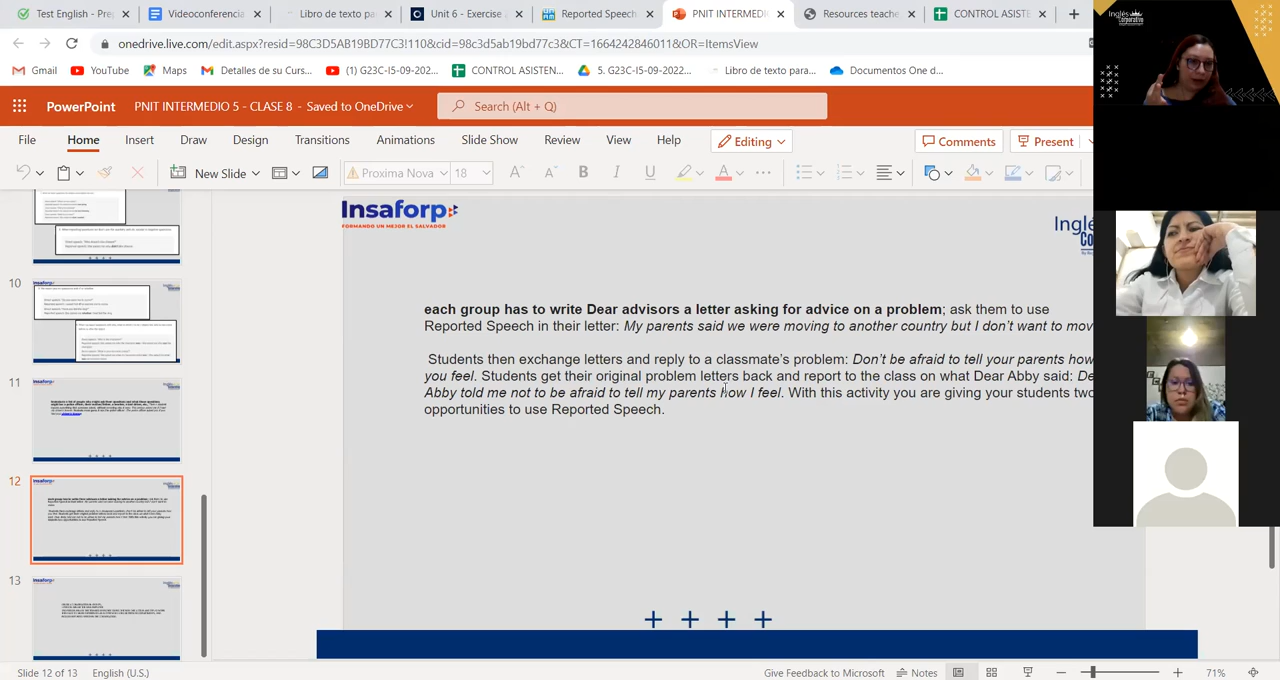 Test English - Prep
Videoconferencia
Libro de texto pa
Unit 6 - Exercise
Reported Speech
PNIT INTERMEDI
Resources teache
CONTROL ASIST
onedrive.live.com/edit.aspx?resid=98C3D5AB19BD77C3!110&cid=98c3d5ab19bd77c3&CT=1664242846011&OR=ItemsView
Gmail
YouTube
Maps
Detalles de su Curs...
(1) G23C-I5-09-202...
CONTROL ASISTEN...
5. G23C-I5-09-2022...
Libro de texto para...
Documentos One d...
PowerPoint
PNIT INTERMEDIO 5 - CLASE 8 - Saved to OneDrive
Search (Alt + Q)
File
Home
Insert
Draw
Design
Transitions
Animations
Slide Show
Review
View
Help
Editing
Comments
Present
New Slide
Proxima Nova
18
Insaforp
FORMANDO UN MEJOR EL SALVADOR
Inglés
each group has to write Dear advisors a letter asking for advice on a problem; ask them to use
Reported Speech in their letter: My parents said we were moving to another country but I don't want to mov
Students then exchange letters and reply to a classmate's problem: Don't be afraid to tell your parents how
you feel. Students get their original problem letters back and report to the class on what Dear Abby said: De
Abby told me not to be afraid to tell my parents how I feel. With this activity you are giving your students two
opportunities to use Reported Speech.
10
11
12
13
Insaforp
Insaforp
Insaforp
Insaforp
Slide 12 of 13
English (U.S.)
Give Feedback to Microsoft
Notes
71%
Inglés
Corporativo